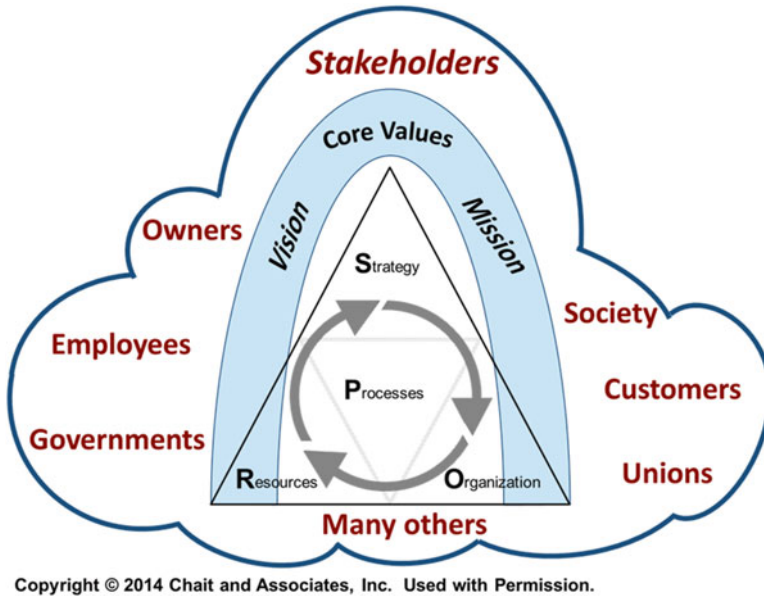 Stakeholders
Core Values
Vision
Mission
Owners
Strategy
Society
Employees
Processes
Customers
Governments
Resources
Organization
Unions
Many others
Copyright © 2014 Chait and Associates, Inc. Used with Permission.